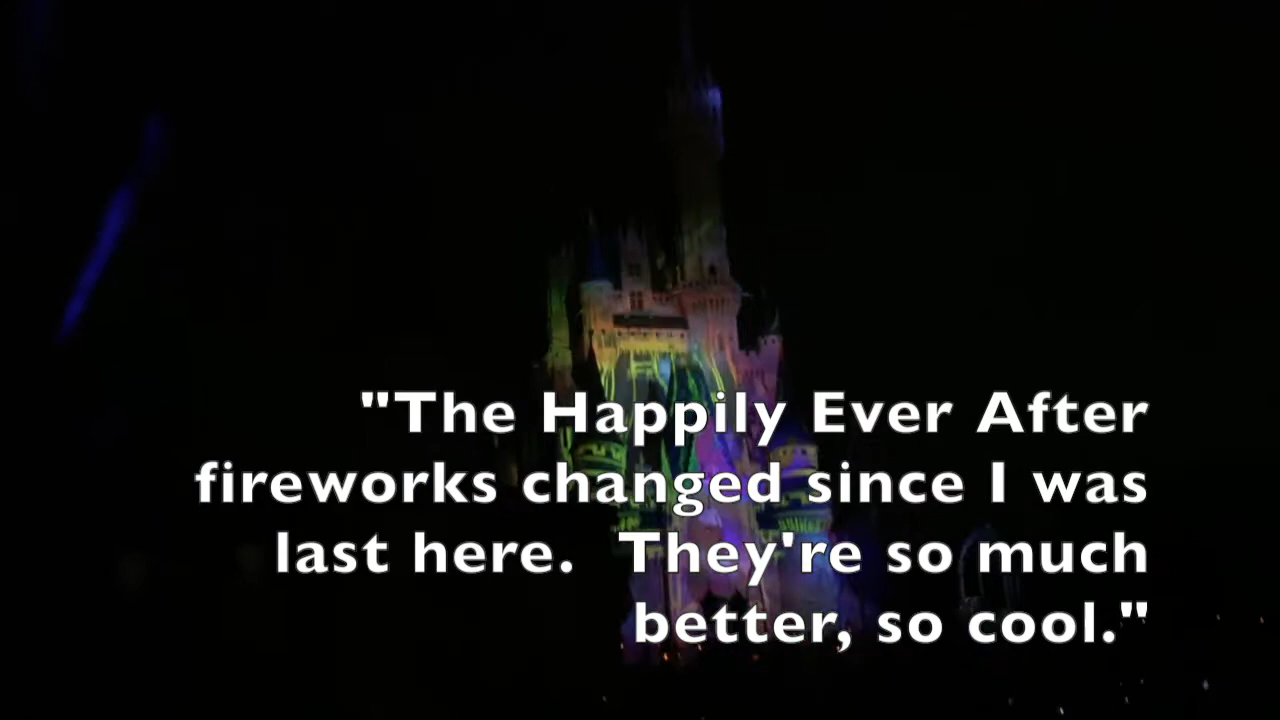 "The Happily Ever After
fireworks changed since I was
last here.  They're so much
better, so cool."